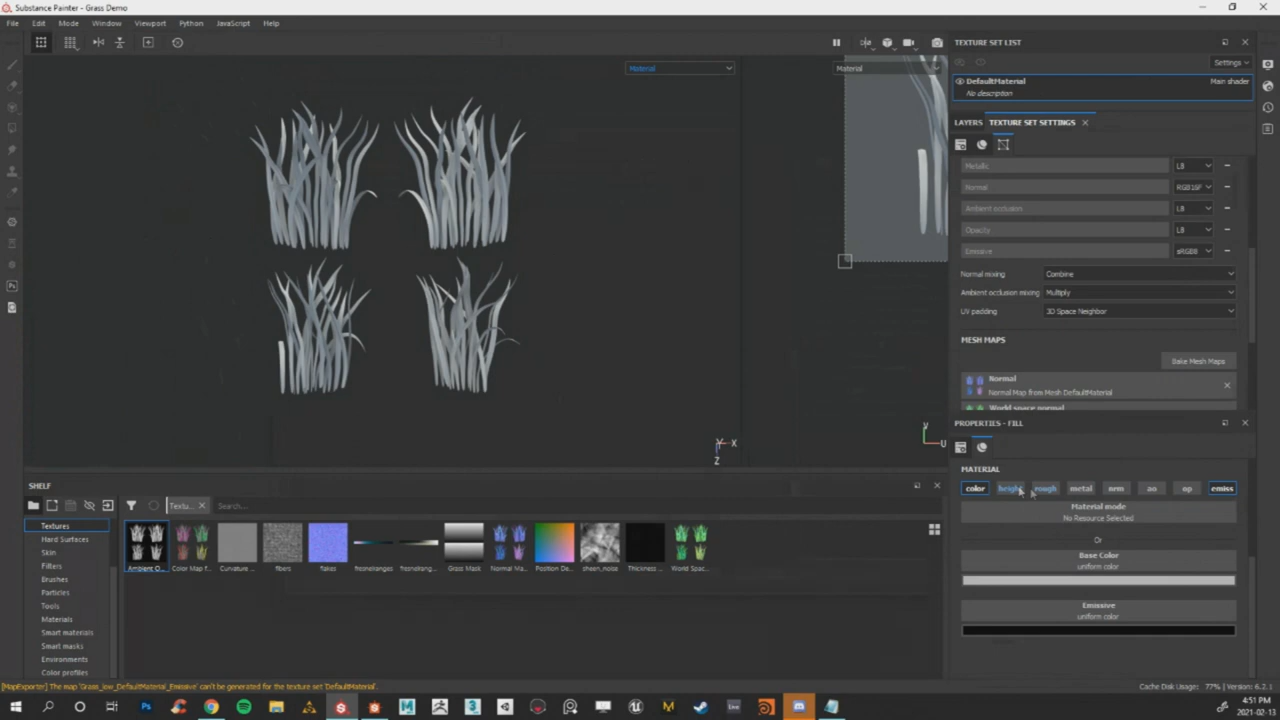 Substance Painter - Grass Demo
File Edit Mode Window Viewport Python JavaScript Help
Material
Material
TEXTURE SET LIST
Settings
DefaultMaterial
Main shader
No description
LAYERS TEXTURE SET SETTINGS
Metallic L8
Normal RGB16F
Ambient occlusion L8
Opacity L8
Emissive sRGB8
Normal mixing Combine
Ambient occlusion mixing Multiply
UV padding 3D Space Neighbor
MESH MAPS
Bake Mesh Maps
Normal
Normal Map from Mesh DefaultMaterial
World space normal
PROPERTIES - FILL
MATERIAL
color height rough metal nrm ao op emiss
Material mode
No Resource Selected
Or
Base Color
uniform color
Emissive
uniform color
Y X
Z
V
U
SHELF
Textu...
Search...
Textures
Hard Surfaces
Skin
Filters
Brushes
Particles
Tools
Materials
Smart materials
Smart masks
Environments
Color profiles
Ambient O... Color Map f... Curvature ... fibers flakes fresnelranges fresnelrang... Grass Mask Normal Ma... Position De... sheen_noise Thickness ... World Spac...
[MapExporter] The map 'Grass_low_DefaultMaterial_Emissive' can't be generated for the texture set 'DefaultMaterial'.
Cache Disk Usage: 77% | Version: 6.2.1
4:51 PM
2021-02-13